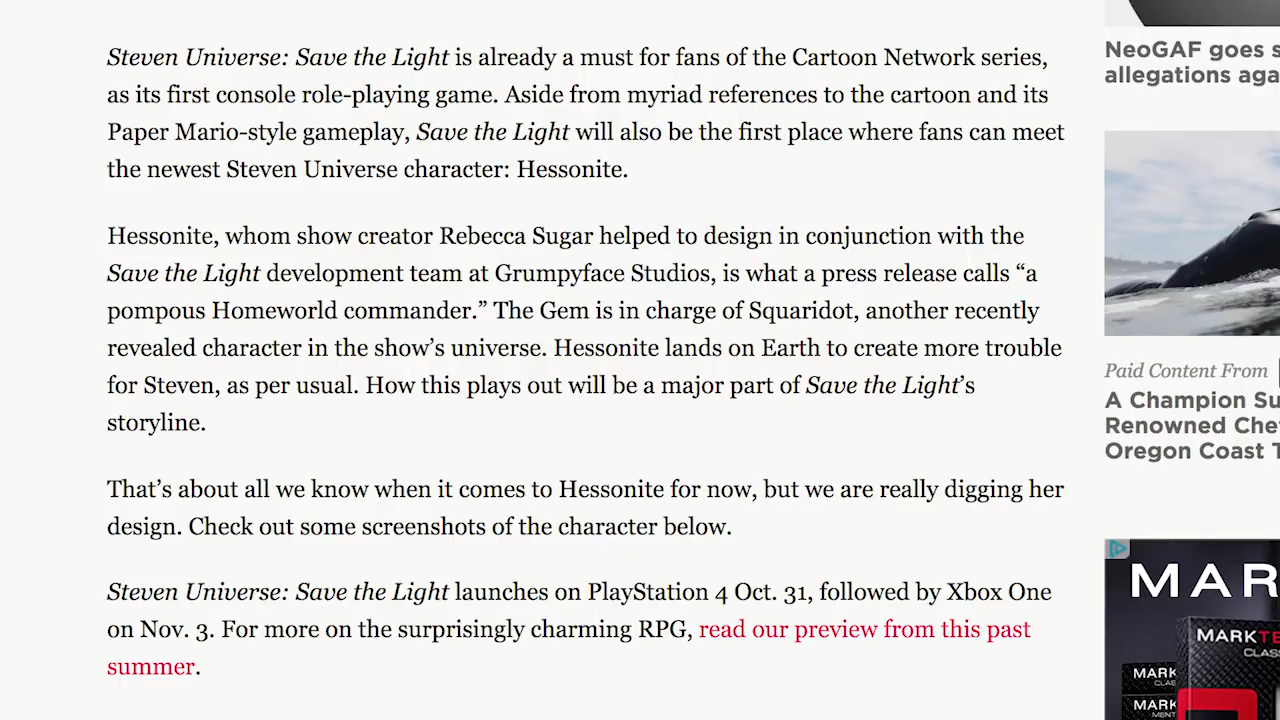 Steven Universe: Save the Light is already a must for fans of the Cartoon Network series,
as its first console role-playing game. Aside from myriad references to the cartoon and its
Paper Mario-style gameplay, Save the Light will also be the first place where fans can meet
the newest Steven Universe character: Hessonite.
Hessonite, whom show creator Rebecca Sugar helped to design in conjunction with the
Save the Light development team at Grumpyface Studios, is what a press release calls “a
pompous Homeworld commander.” The Gem is in charge of Squaridot, another recently
revealed character in the show’s universe. Hessonite lands on Earth to create more trouble
for Steven, as per usual. How this plays out will be a major part of Save the Light’s
storyline.
That’s about all we know when it comes to Hessonite for now, but we are really digging her
design. Check out some screenshots of the character below.
Steven Universe: Save the Light launches on PlayStation 4 Oct. 31, followed by Xbox One
on Nov. 3. For more on the surprisingly charming RPG, read our preview from this past
summer.
NeoGAF goes s
allegations aga
Paid Content From
A Champion Su
Renowned Chef
Oregon Coast T
MAR
MARKTE
CLASS
MARK
CLAS
MARK
MENT